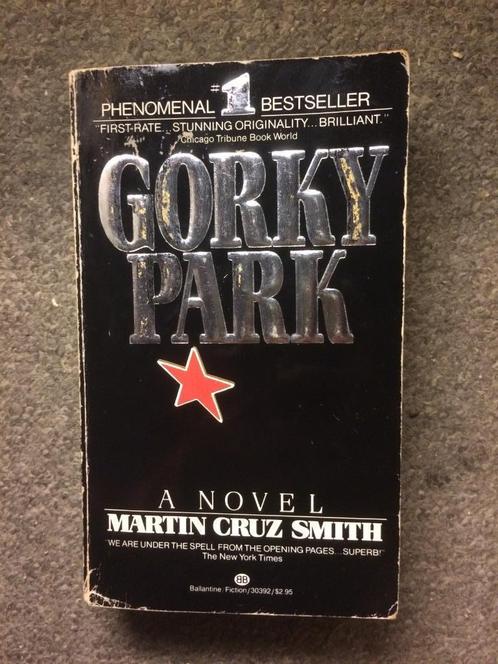 PHENOMENAL #1 BESTSELLER
"FIRST-RATE...STUNNING ORIGINALITY...BRILLIANT."
Chicago Tribune Book World
GORKY
PARK
A NOVEL
MARTIN CRUZ SMITH
"WE ARE UNDER THE SPELL FROM THE OPENING PAGES...SUPERB!"
The New York Times
BB
Ballantine/Fiction/30392/$2.95